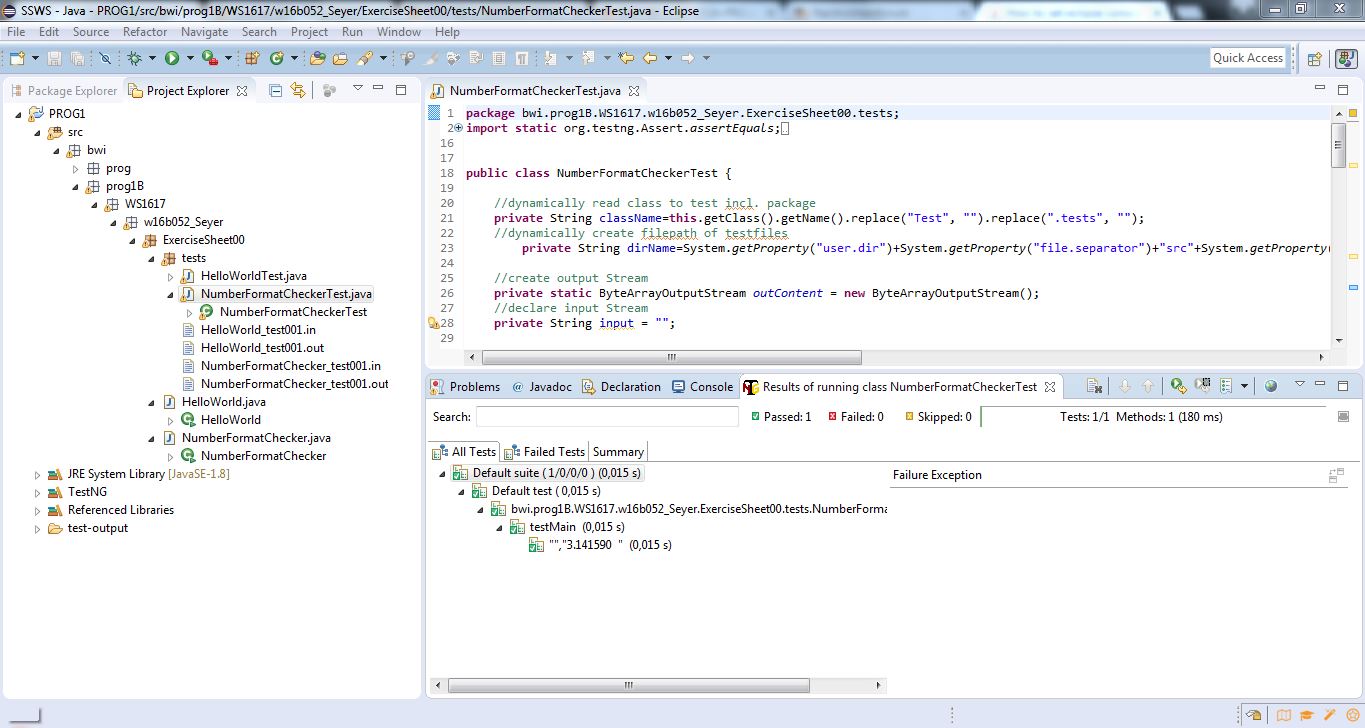 SSWS - Java - PROG1/src/bwi/prog1B/WS1617/w16b052_Seyer/ExerciseSheet00/tests/NumberFormatCheckerTest.java - Eclipse
File Edit Source Refactor Navigate Search Project Run Window Help
Quick Access
Package Explorer Project Explorer
PROG1
src
bwi
prog
prog1B
WS1617
w16b052_Seyer
ExerciseSheet00
tests
HelloWorldTest.java
NumberFormatCheckerTest.java
NumberFormatCheckerTest
HelloWorld_test001.in
HelloWorld_test001.out
NumberFormatChecker_test001.in
NumberFormatChecker_test001.out
HelloWorld.java
HelloWorld
NumberFormatChecker.java
NumberFormatChecker
JRE System Library [JavaSE-1.8]
TestNG
Referenced Libraries
test-output
NumberFormatCheckerTest.java
1 package bwi.prog1B.WS1617.w16b052_Seyer.ExerciseSheet00.tests;
2 import static org.testng.Assert.assertEquals;
16
17
18 public class NumberFormatCheckerTest {
19
20 //dynamically read class to test incl. package
21 private String className=this.getClass().getName().replace("Test", "").replace(".tests", "");
22 //dynamically create filepath of testfiles
23 private String dirName=System.getProperty("user.dir")+System.getProperty("file.separator")+"src"+System.getProperty(
24
25 //create output Stream
26 private static ByteArrayOutputStream outContent = new ByteArrayOutputStream();
27 //declare input Stream
28 private String input = "";
29
Problems @ Javadoc Declaration Console Results of running class NumberFormatCheckerTest
Search: Passed: 1 Failed: 0 Skipped: 0 Tests: 1/1 Methods: 1 (180 ms)
All Tests Failed Tests Summary
Default suite ( 1/0/0/0 ) (0,015 s)
Default test ( 0,015 s)
bwi.prog1B.WS1617.w16b052_Seyer.ExerciseSheet00.tests.NumberForma
testMain (0,015 s)
"","3.141590 " (0,015 s)
Failure Exception